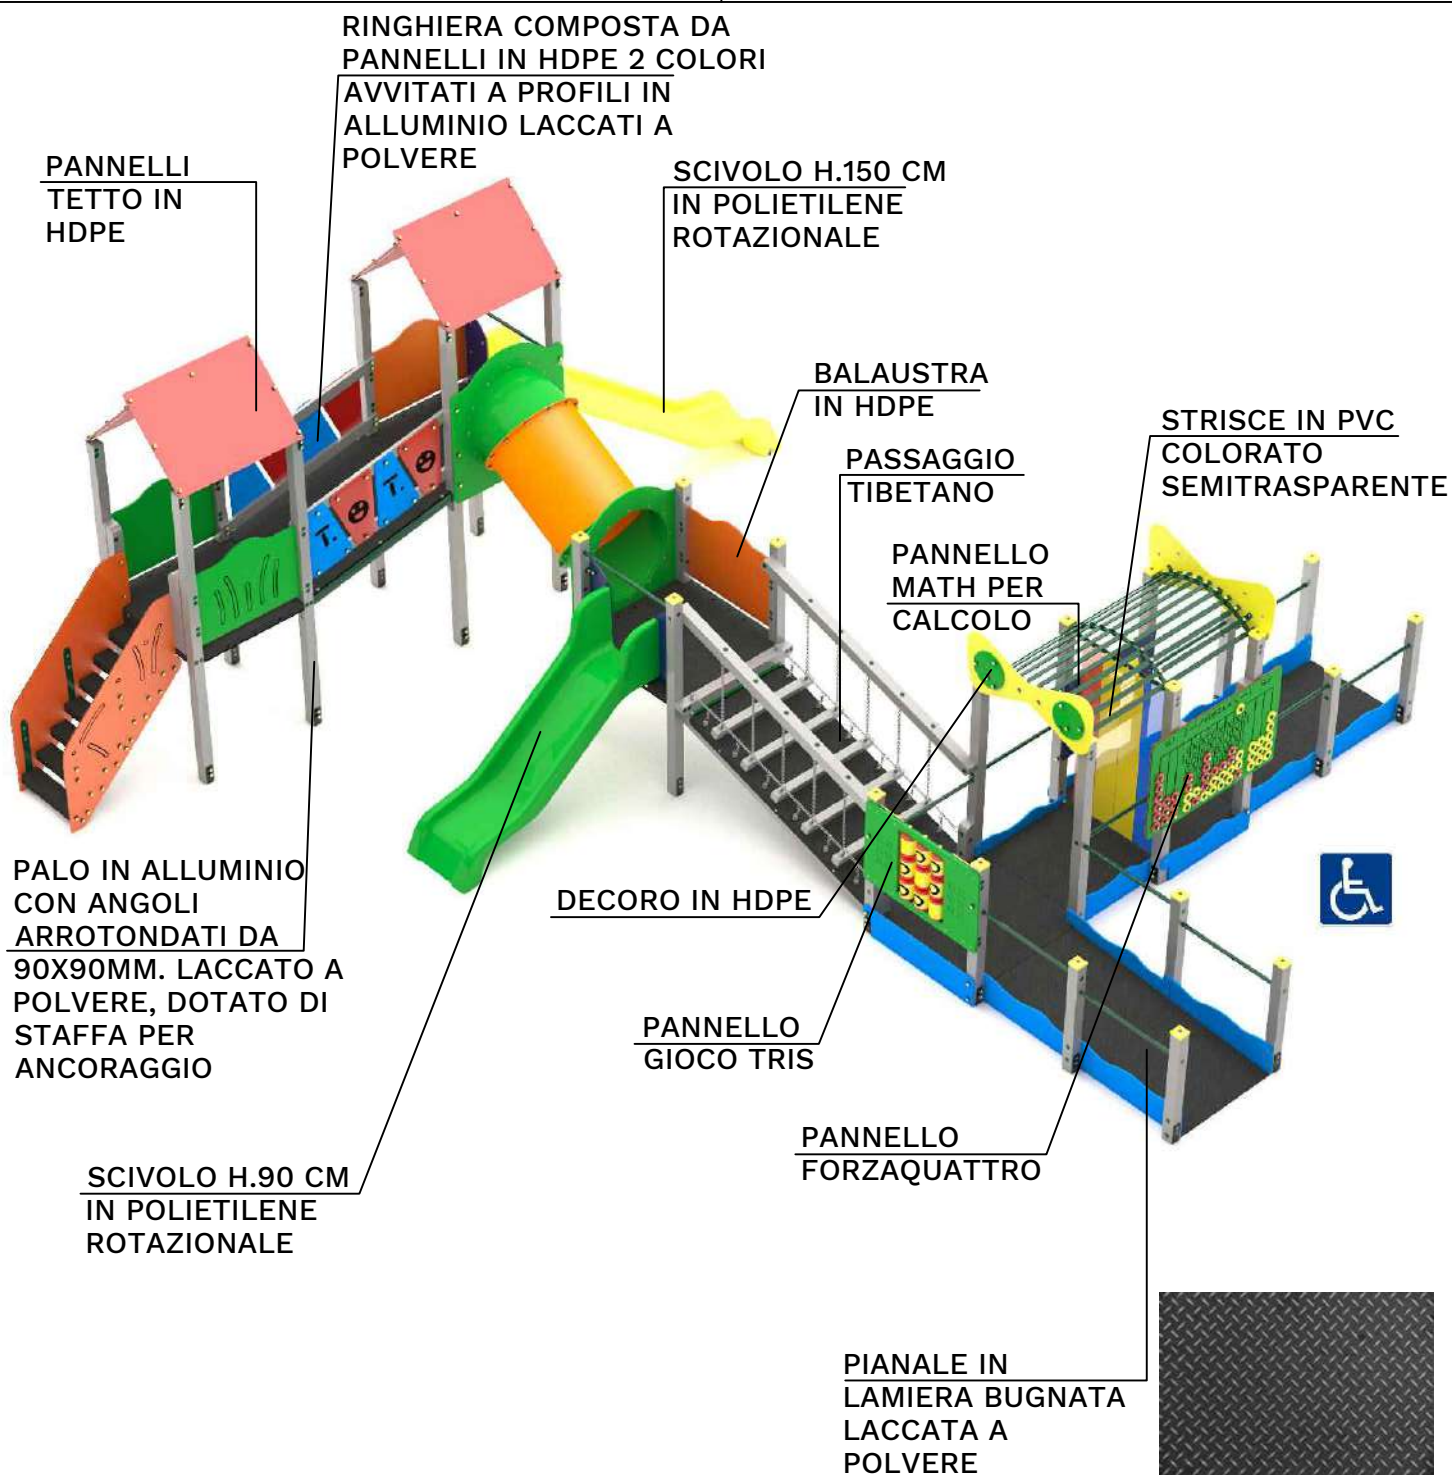 RINGHIERA COMPOSTA DA
PANNELLI IN HDPE 2 COLORI
AVVITATI A PROFILI IN
ALLUMINIO LACCATI A
POLVERE
PANNELLI
TETTO IN
HDPE
SCIVOLO H.150 CM
IN POLIETILENE
ROTAZIONALE
BALAUSTRA
IN HDPE
STRISCE IN PVC
COLORATO
SEMITRASPARENTE
PASSAGGIO
TIBETANO
PANNELLO
MATH PER
CALCOLO
PALO IN ALLUMINIO
CON ANGOLI
ARROTONDATI DA
90X90MM. LACCATO A
POLVERE, DOTATO DI
STAFFA PER
ANCORAGGIO
DECORO IN HDPE
PANNELLO
GIOCO TRIS
PANNELLO
FORZAQUATTRO
SCIVOLO H.90 CM
IN POLIETILENE
ROTAZIONALE
PIANALE IN
LAMIERA BUGNATA
LACCATA A
POLVERE